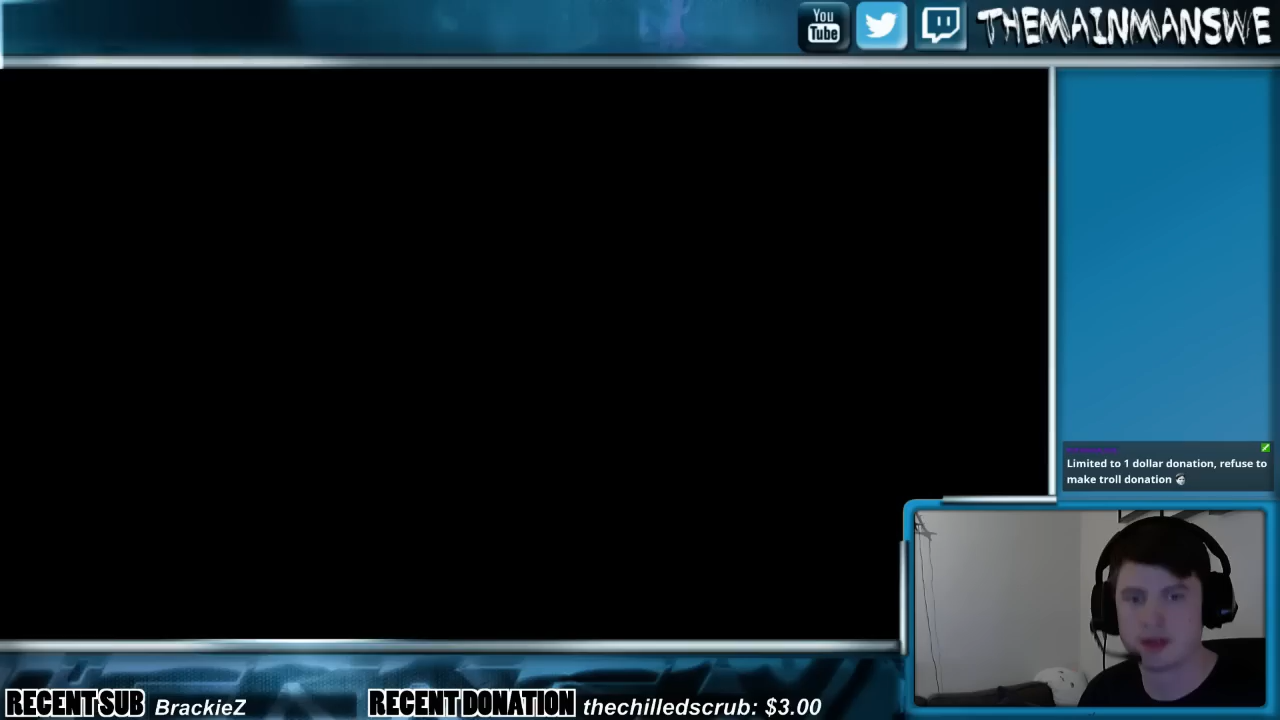 You
Tube
THEMAINMANSWE
Limited to 1 dollar donation, refuse to
make troll donation
RECENT SUB BrackieZ
RECENT DONATION thechilledscrub: $3.00